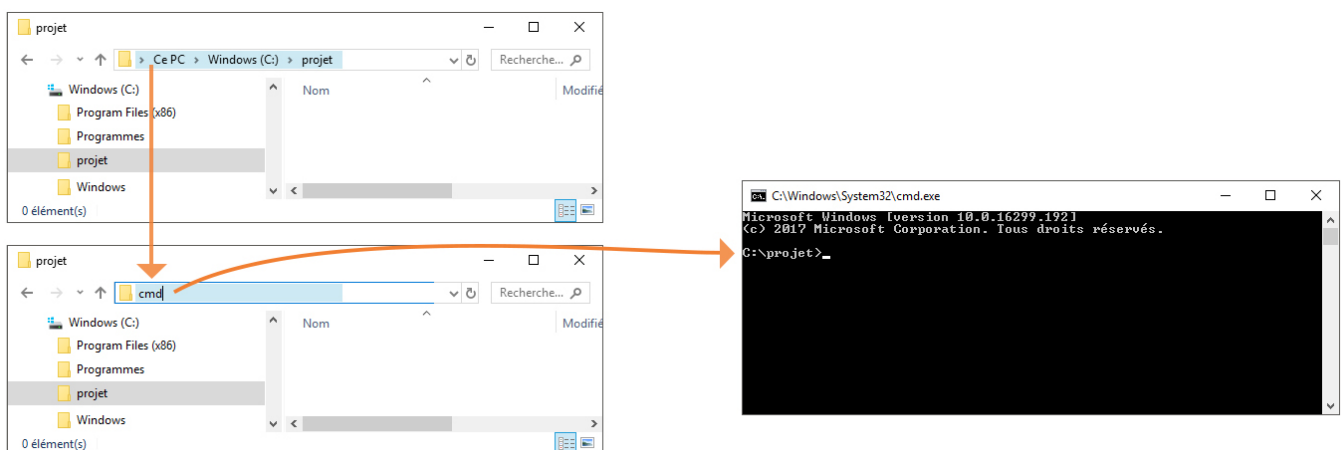 projet
Ce PC > Windows (C:) > projet
Recherche...
Windows (C:)
Nom
Modifié
Program Files (x86)
Programmes
projet
Windows
0 élément(s)
projet
cmd
Recherche...
Windows (C:)
Nom
Modifié
Program Files (x86)
Programmes
projet
Windows
0 élément(s)
C:\Windows\System32\cmd.exe
Microsoft Windows [version 10.0.16299.192]
(c) 2017 Microsoft Corporation. Tous droits réservés.
C:\projet>_